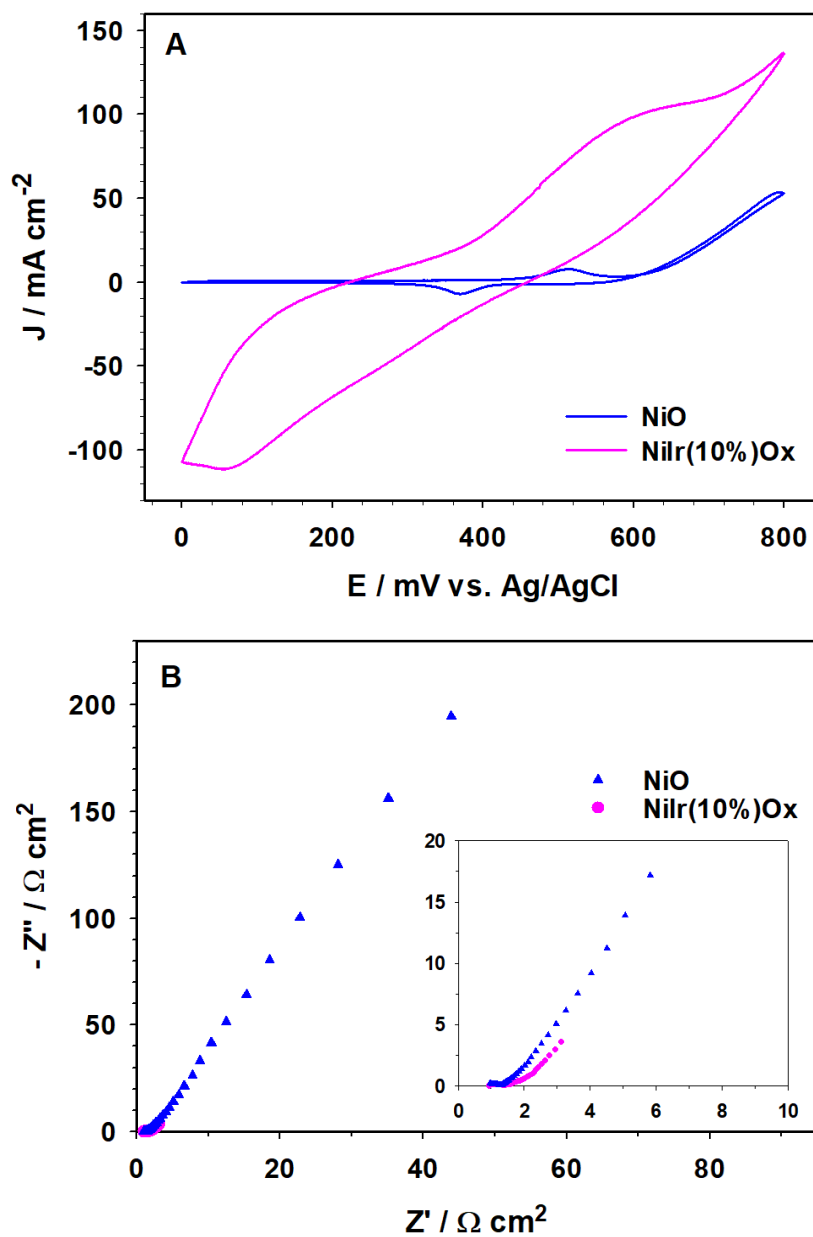 A
150
100
50
0
-50
-100
J / mA cm-2
NiO
NiIr(10%)Ox
0 200 400 600 800
E / mV vs. Ag/AgCl
B
200
150
100
50
0
- Z'' / Ω cm2
NiO
NiIr(10%)Ox
20
15
10
5
0
0 2 4 6 8 10
0 20 40 60 80
Z' / Ω cm2